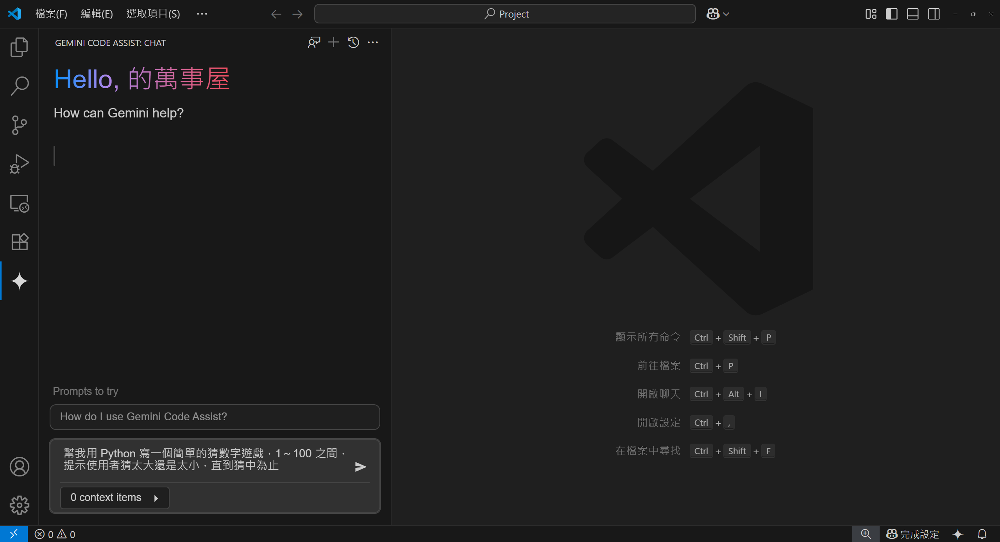 檔案(F) 編輯(E) 選取項目(S) ···
Project
GEMINI CODE ASSIST: CHAT
Hello, 的萬事屋
How can Gemini help?
顯示所有命令 Ctrl + Shift + P
前往檔案 Ctrl + P
開啟聊天 Ctrl + Alt + I
開啟設定 Ctrl + ,
在檔案中尋找 Ctrl + Shift + F
Prompts to try
How do I use Gemini Code Assist?
幫我用 Python 寫一個簡單的猜數字遊戲，1 ~ 100 之間，
提示使用者猜太大還是太小，直到猜中為止
0 context items
0 0
完成設定